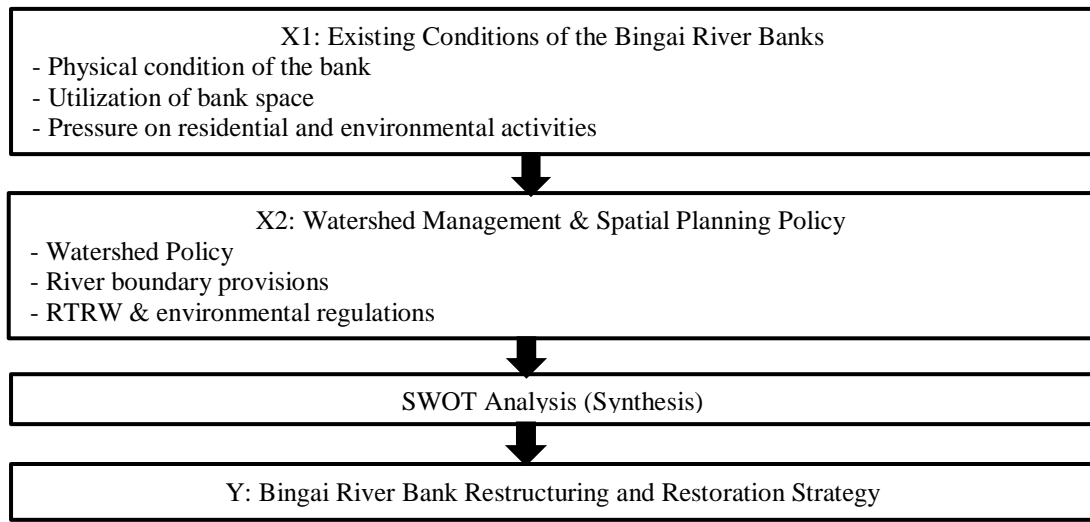 X1: Existing Conditions of the Bingai River Banks
- Physical condition of the bank
- Utilization of bank space
- Pressure on residential and environmental activities
X2: Watershed Management & Spatial Planning Policy
- Watershed Policy
- River boundary provisions
- RTRW & environmental regulations
SWOT Analysis (Synthesis)
Y: Bingai River Bank Restructuring and Restoration Strategy